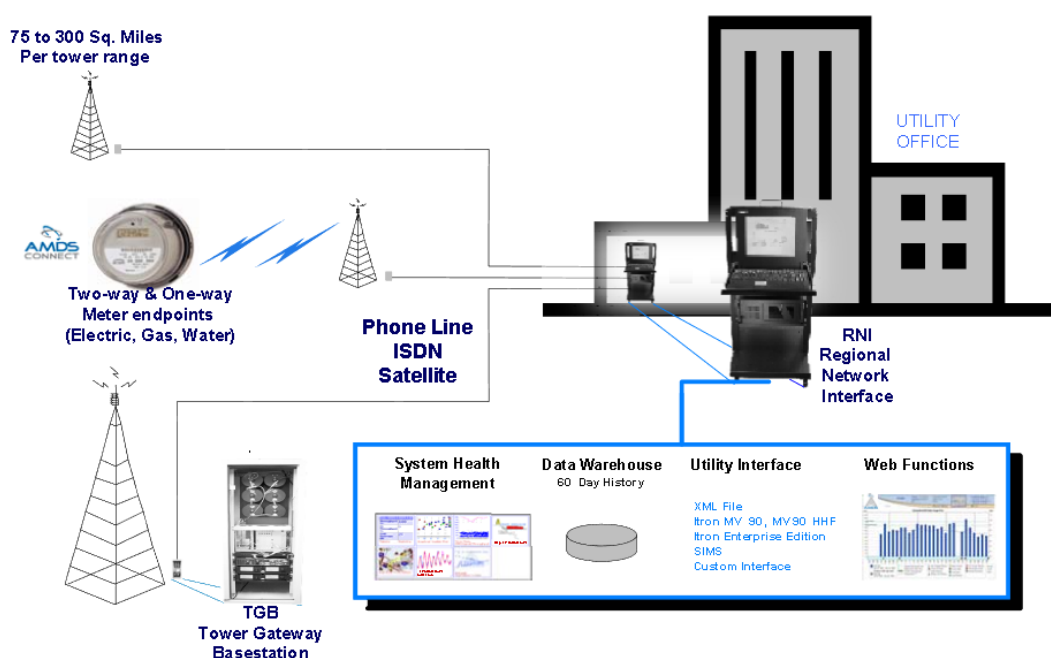 75 to 300 Sq. Miles
Per tower range
UTILITY
OFFICE
AMDS
CONNECT
Two-way & One-way
Meter endpoints
(Electric, Gas, Water)
Phone Line
ISDN
Satellite
RNI
Regional
Network
Interface
System Health
Management
Data Warehouse
60 Day History
Utility Interface
XML File
Itron MV 90, MV90 HHF
Itron Enterprise Edition
SIMS
Custom Interface
Web Functions
TGB
Tower Gateway
Basestation